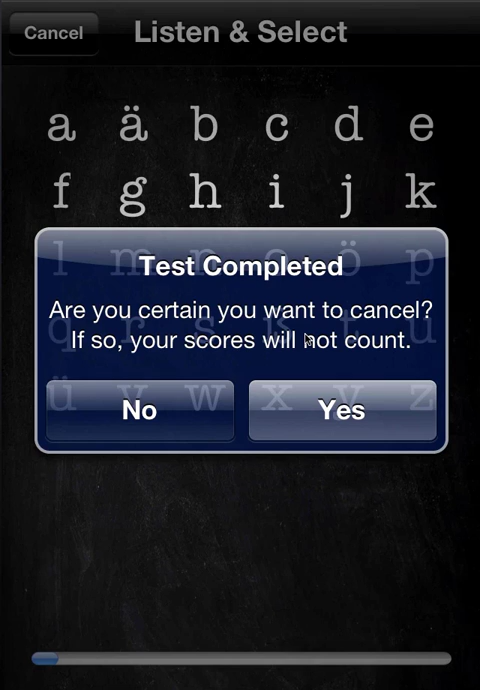 Cancel Listen & Select
a ä b c d e
f g h i j k
l m n o ö p
Test Completed
Are you certain you want to cancel?
If so, your scores will not count.
q r s ß t u
ü v w x y z
No Yes